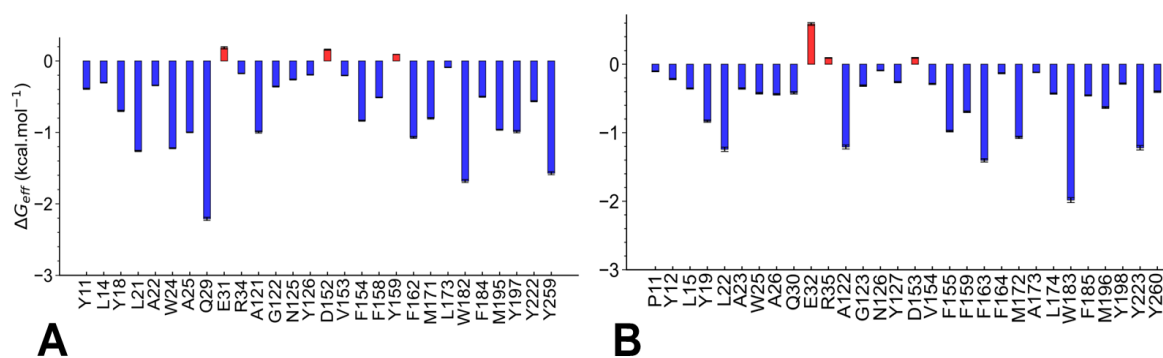 0
−1
−2
−3
ΔG_eff (kcal.mol⁻¹)
Y11 L14 Y18 L21 A22 W24 A25 Q29 E31 R34 A121 G122 N125 Y126 D152 V153 F154 F158 Y159 F162 M171 L173 W182 F184 M195 Y197 Y222 Y259
A
0
−1
−2
−3
P11 Y12 L15 Y19 L22 A23 W25 A26 Q30 E32 R35 A122 G123 N126 Y127 D153 V154 F155 F159 F163 F164 M172 A173 L174 W183 F185 M196 Y198 Y223 Y260
B